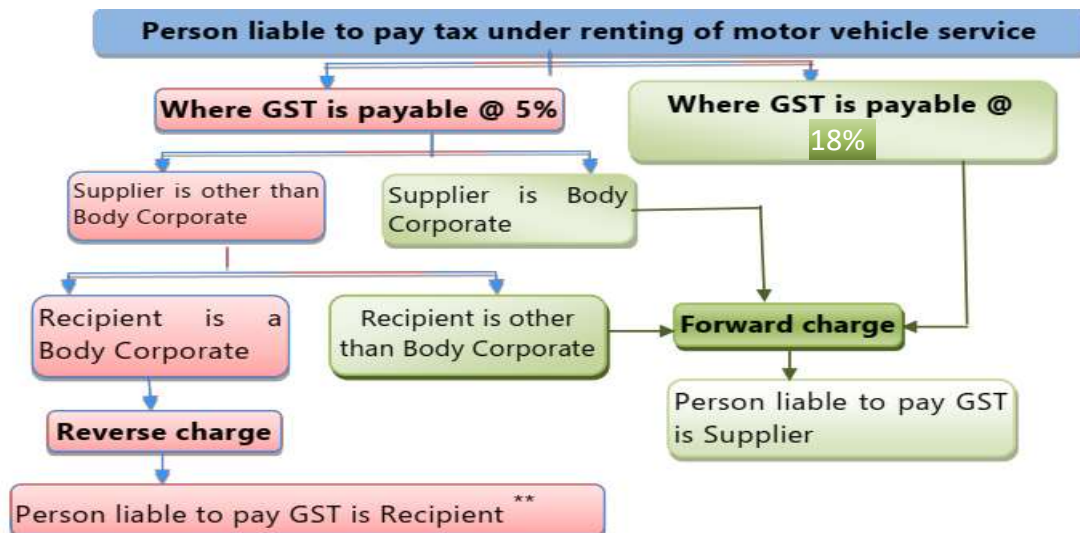 Person liable to pay tax under renting of motor vehicle service
Where GST is payable @ 5%
Where GST is payable @
18%
Supplier is other than
Body Corporate
Supplier is Body
Corporate
Recipient is a
Body Corporate
Recipient is other
than Body Corporate
Forward charge
Reverse charge
Person liable to pay GST
is Supplier
Person liable to pay GST is Recipient **